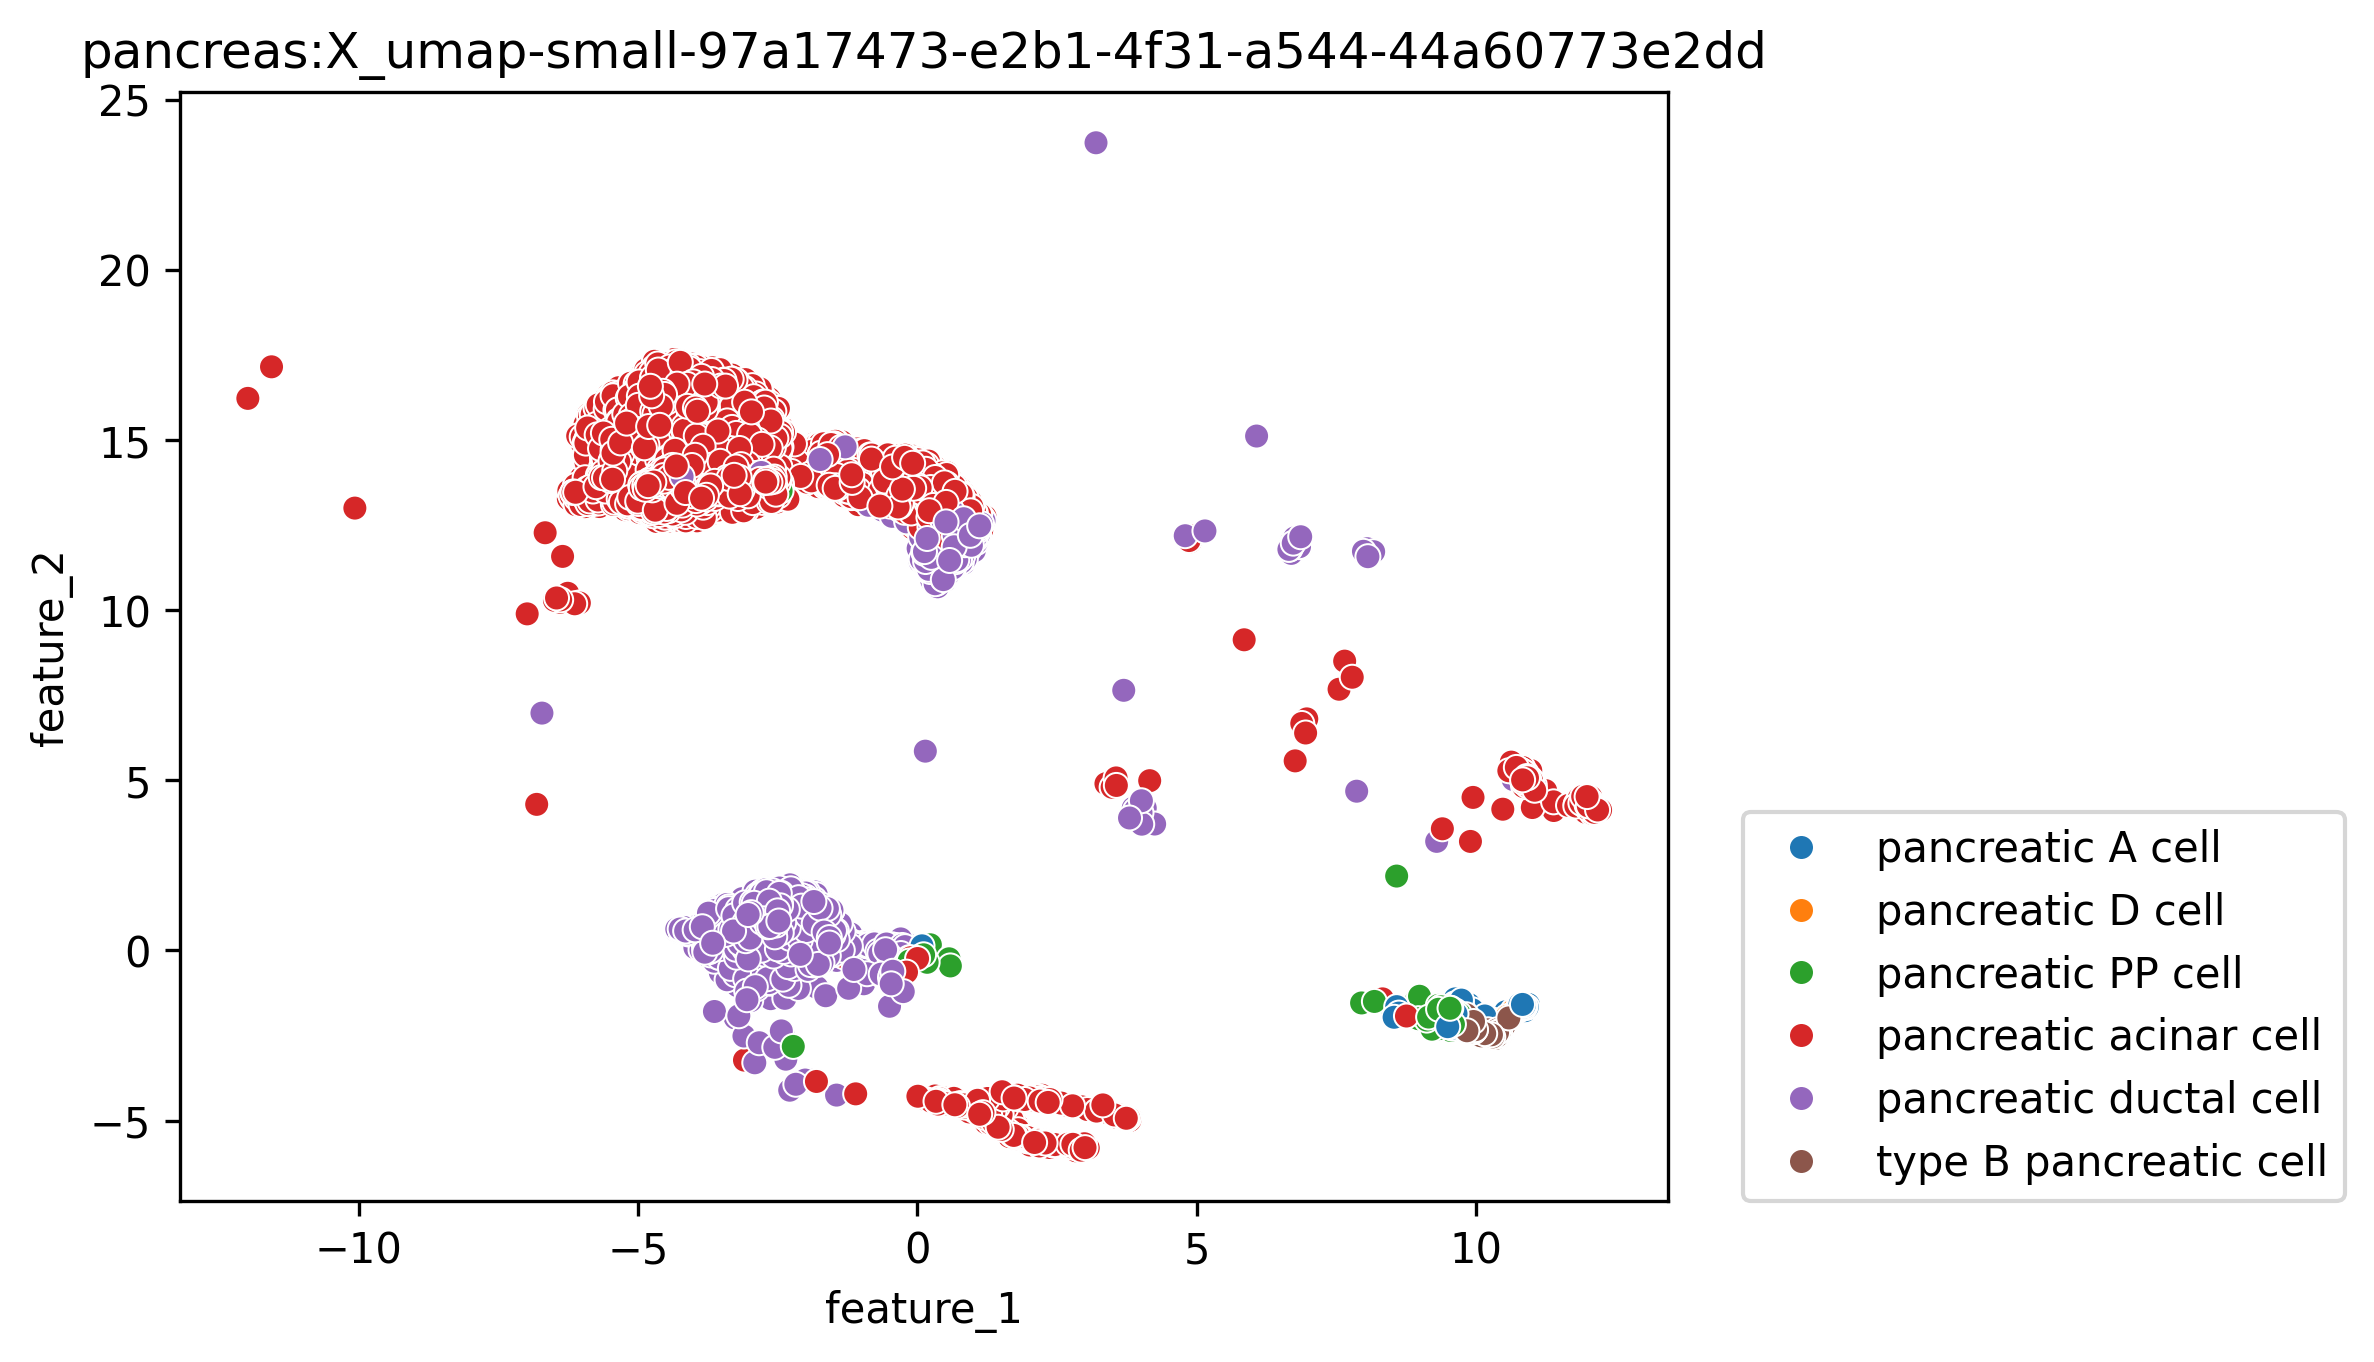 pancreas:X_umap-small-97a17473-e2b1-4f31-a544-44a60773e2dd
25
20
15
10
5
0
−5
feature_2
−10
−5
0
5
10
feature_1
pancreatic A cell
pancreatic D cell
pancreatic PP cell
pancreatic acinar cell
pancreatic ductal cell
type B pancreatic cell